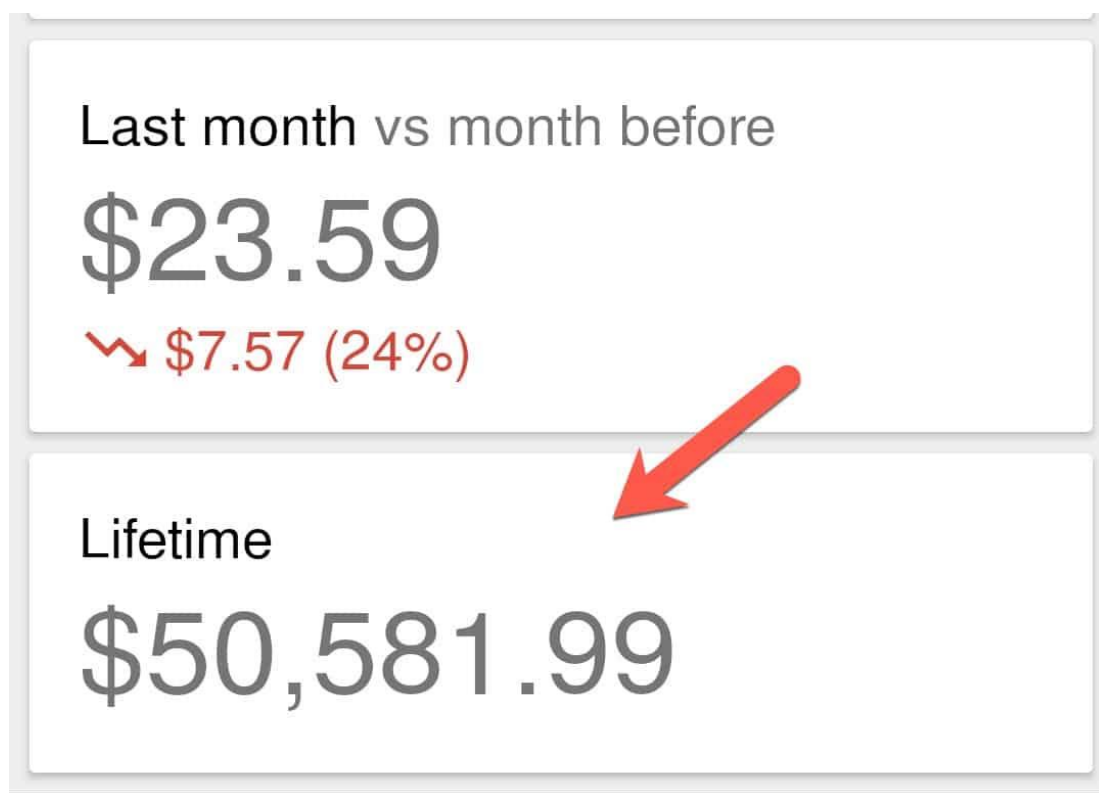 Last month vs month before
$23.59
$7.57 (24%)
Lifetime
$50,581.99